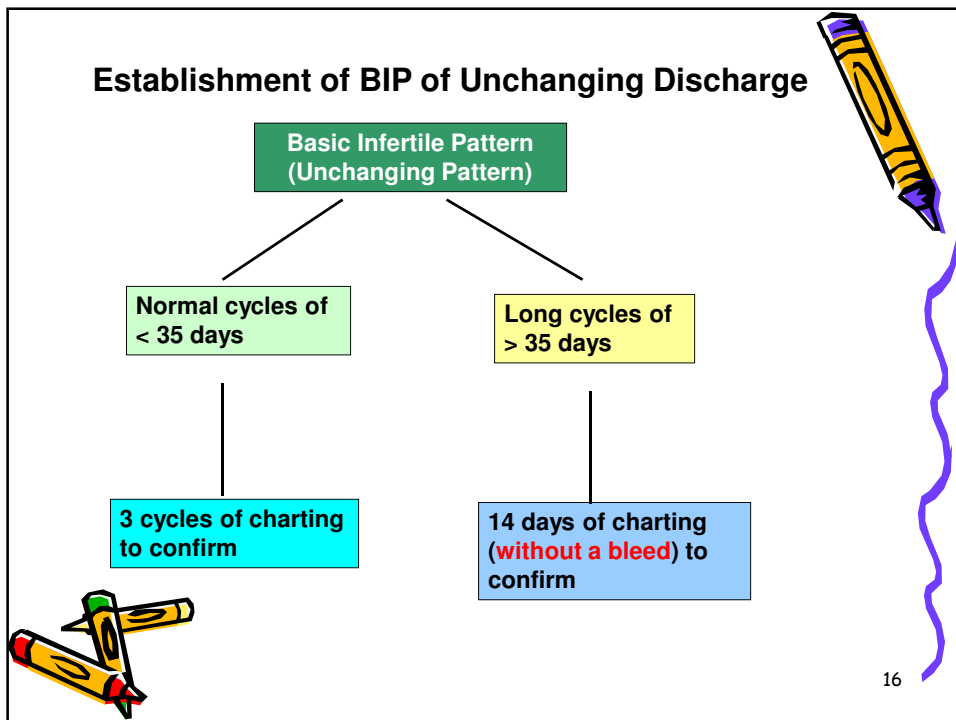 Establishment of BIP of Unchanging Discharge
Basic Infertile Pattern
(Unchanging Pattern)
Normal cycles of
< 35 days
Long cycles of
> 35 days
3 cycles of charting
to confirm
14 days of charting
(without a bleed) to
confirm
16